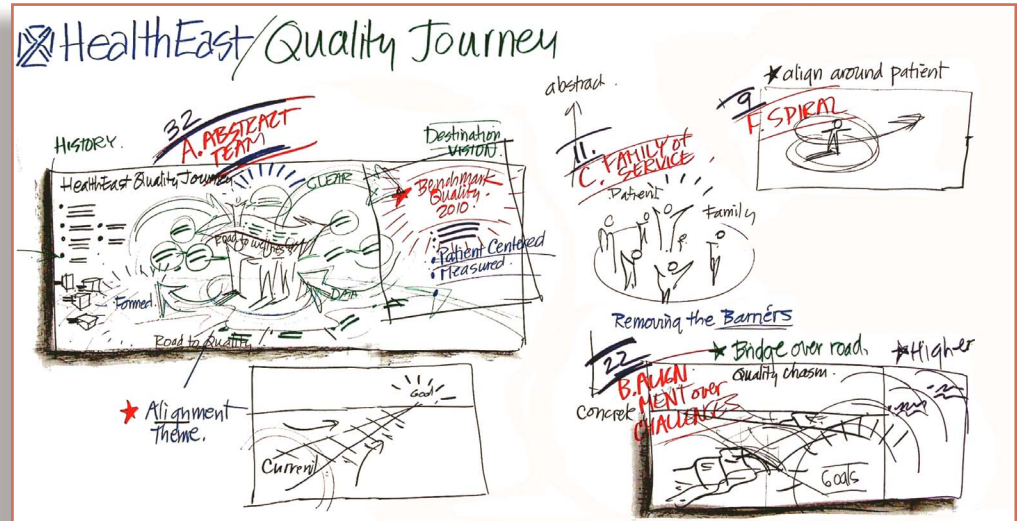 HealthEast/Quality Journey
HISTORY.
32
A. ABSTRACT
TEAM
Destination
VISION.
HealthEast Quality Journey
CLEAR
Benchmark
Quality
2010.
Road to Wellness
• Patient Centered
• Measured
•
Formed
DATA
Road to Quality
★ Alignment
Theme.
Goal
Current
abstract.
11.
C. FAMILY of
SERVICE
Patient
Family
★ align around patient
9
F. SPIRAL
Removing the Barriers
22
B. ALIGN
MENT over
CHALLENGES
concrete
★ Bridge over road.
Quality chasm.
★ Higher
Goals